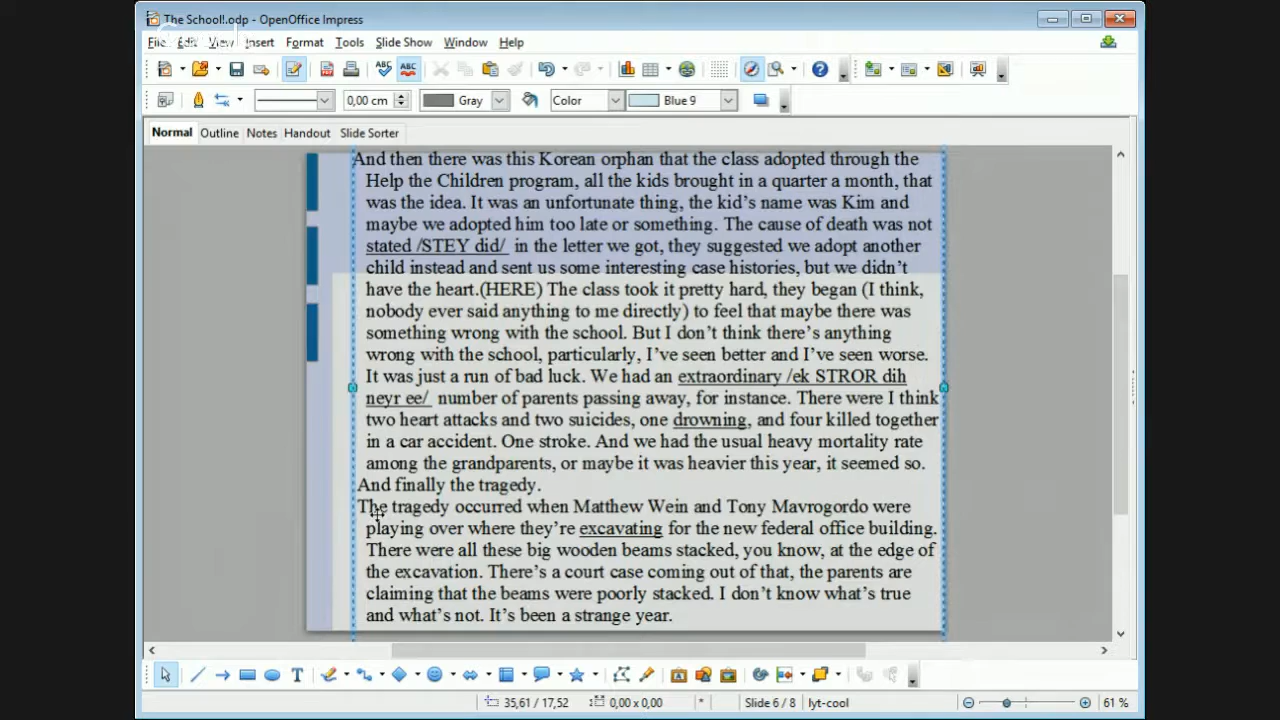 The School!.odp - OpenOffice Impress
File Edit View Insert Format Tools Slide Show Window Help
0,00 cm Gray Color Blue 9
Normal Outline Notes Handout Slide Sorter
And then there was this Korean orphan that the class adopted through the
Help the Children program, all the kids brought in a quarter a month, that
was the idea. It was an unfortunate thing, the kid’s name was Kim and
maybe we adopted him too late or something. The cause of death was not
stated /STEY did/ in the letter we got, they suggested we adopt another
child instead and sent us some interesting case histories, but we didn’t
have the heart.(HERE) The class took it pretty hard, they began (I think,
nobody ever said anything to me directly) to feel that maybe there was
something wrong with the school. But I don’t think there’s anything
wrong with the school, particularly, I’ve seen better and I’ve seen worse.
It was just a run of bad luck. We had an extraordinary /ek STROR dih
neyr ee/ number of parents passing away, for instance. There were I think
two heart attacks and two suicides, one drowning, and four killed together
in a car accident. One stroke. And we had the usual heavy mortality rate
among the grandparents, or maybe it was heavier this year, it seemed so.
And finally the tragedy.
The tragedy occurred when Matthew Wein and Tony Mavrogordo were
playing over where they’re excavating for the new federal office building.
There were all these big wooden beams stacked, you know, at the edge of
the excavation. There’s a court case coming out of that, the parents are
claiming that the beams were poorly stacked. I don’t know what’s true
and what’s not. It’s been a strange year.
35,61 / 17,52 0,00 x 0,00 * Slide 6 / 8 lyt-cool 61 %